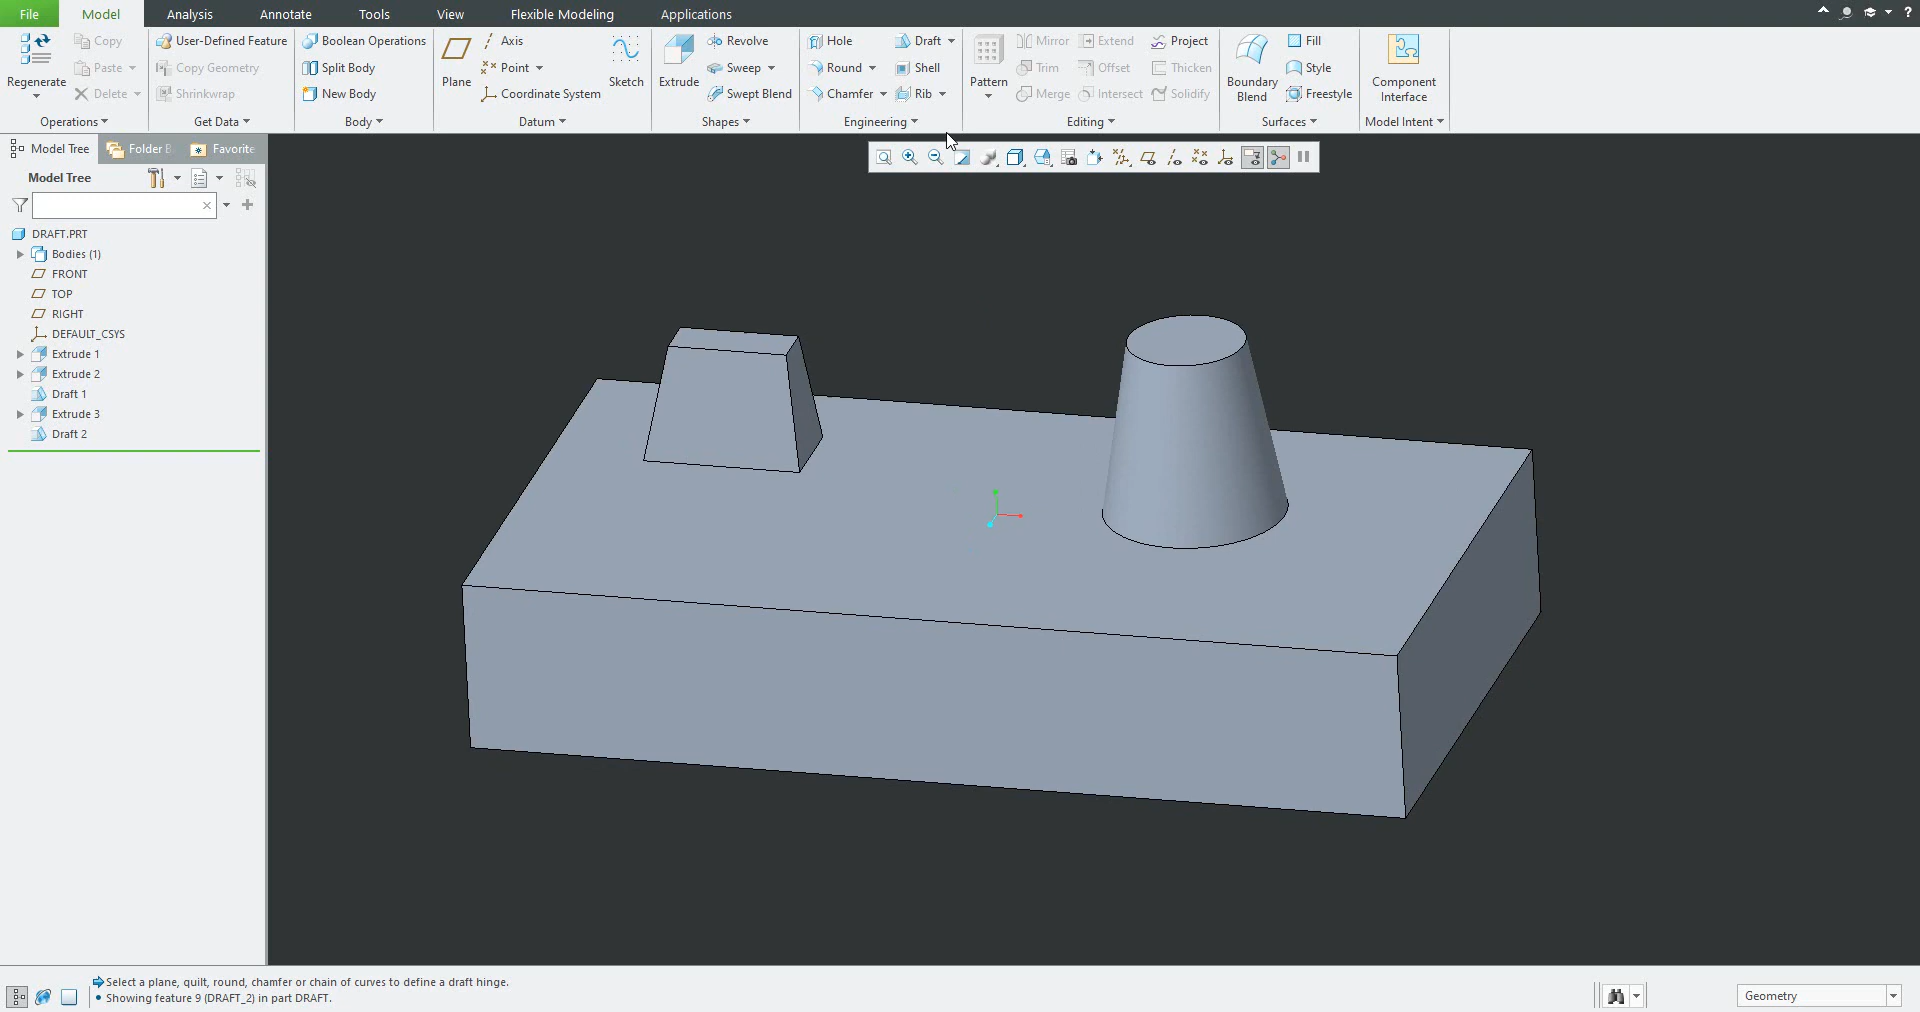 File Model Analysis Annotate Tools View Flexible Modeling Applications ?
Regenerate
Copy
Paste
Delete
Operations
User-Defined Feature
Copy Geometry
Shrinkwrap
Get Data
Boolean Operations
Split Body
New Body
Body
Plane
Axis
Point
Coordinate System
Sketch
Datum
Extrude
Revolve
Sweep
Swept Blend
Shapes
Hole
Round
Chamfer
Draft
Shell
Rib
Engineering
Pattern
Mirror
Trim
Merge
Extend
Offset
Intersect
Project
Thicken
Solidify
Editing
Boundary
Blend
Fill
Style
Freestyle
Surfaces
Component
Interface
Model Intent
Model Tree Folder B Favorite
Model Tree
DRAFT.PRT
Bodies (1)
FRONT
TOP
RIGHT
DEFAULT_CSYS
Extrude 1
Extrude 2
Draft 1
Extrude 3
Draft 2
Select a plane, quilt, round, chamfer or chain of curves to define a draft hinge.
• Showing feature 9 (DRAFT_2) in part DRAFT.
Geometry